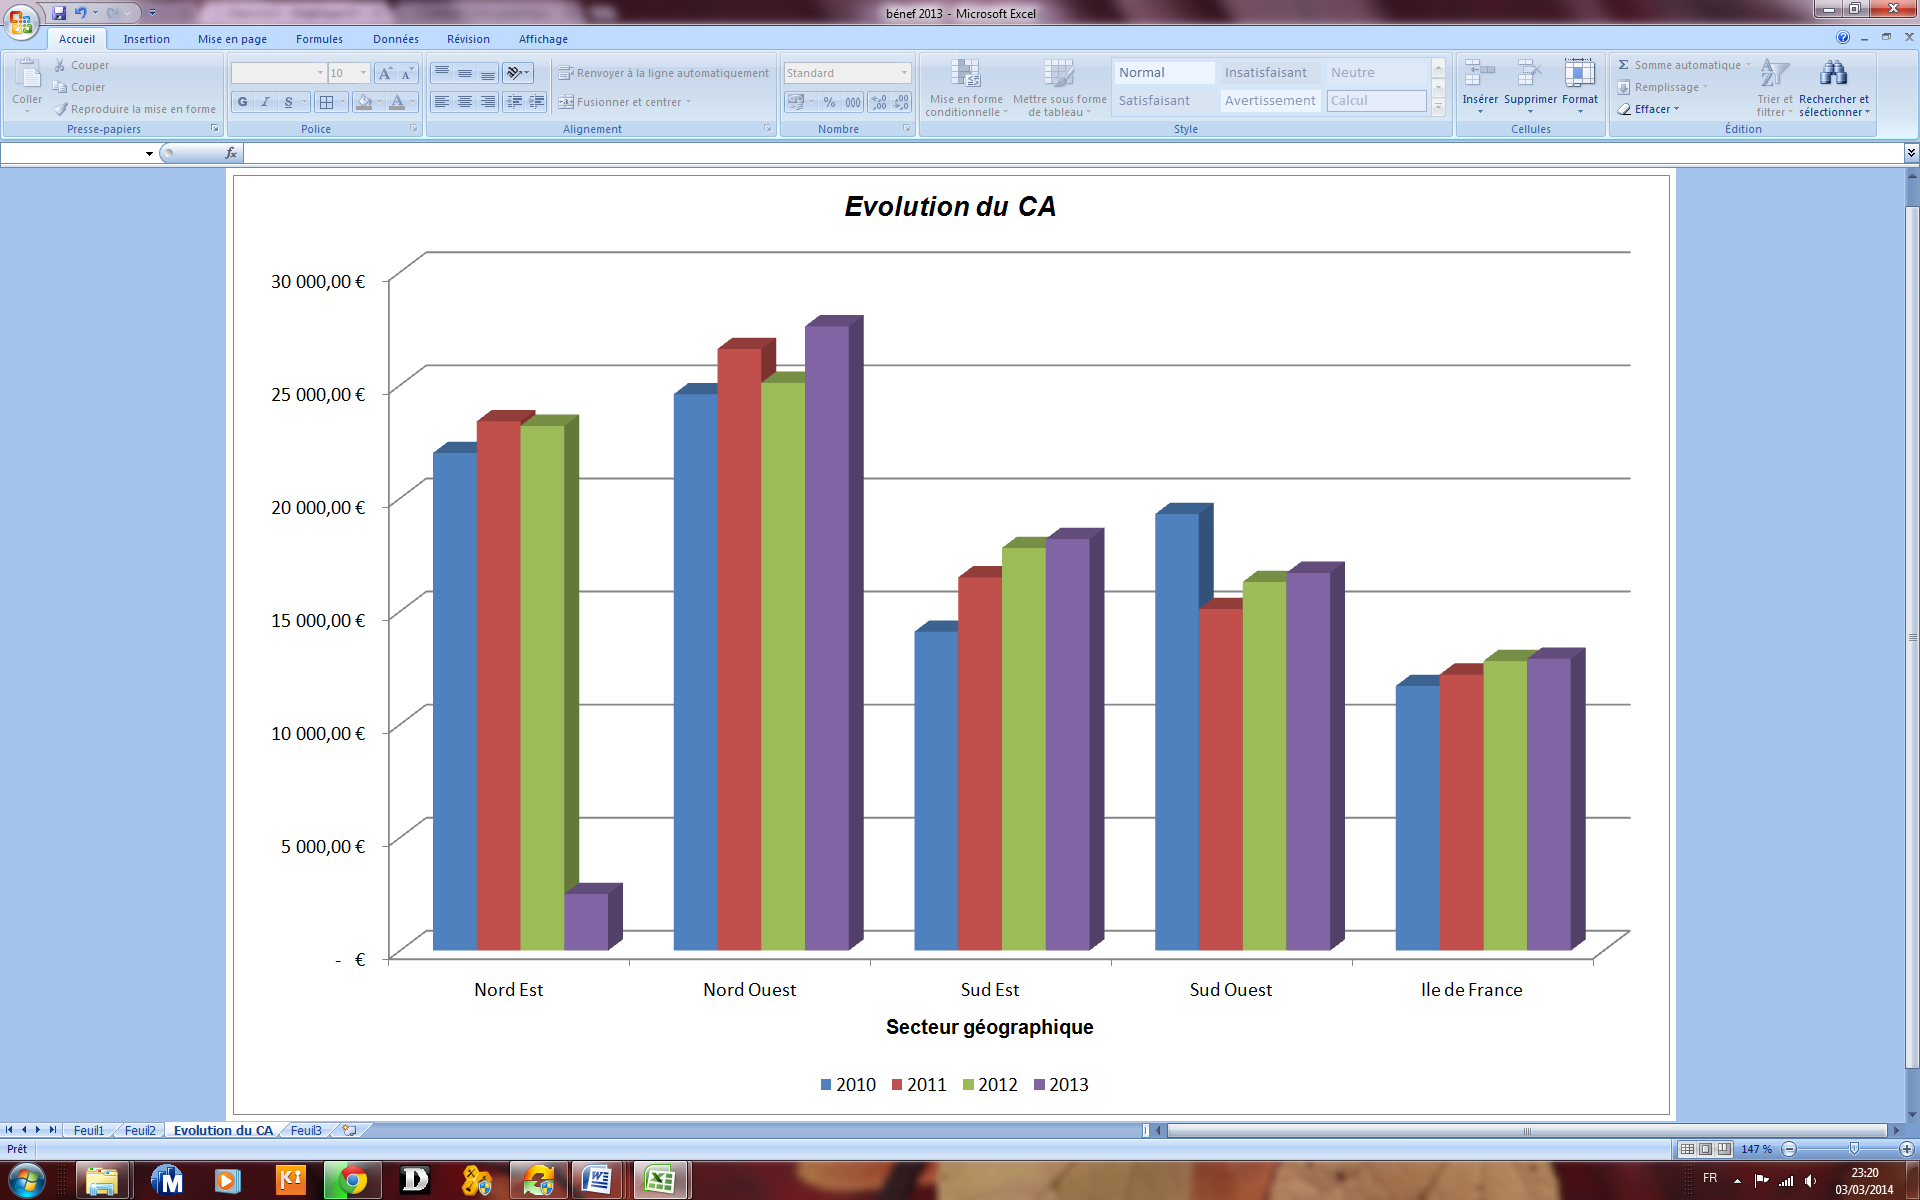 bénef 2013 - Microsoft Excel
Accueil Insertion Mise en page Formules Données Révision Affichage
Coller
Couper
Copier
Reproduire la mise en forme
Presse-papiers
10
G I S
Police
Renvoyer à la ligne automatiquement
Fusionner et centrer
Alignement
Standard
% 000
Nombre
Mise en forme conditionnelle
Mettre sous forme de tableau
Normal Insatisfaisant Neutre
Satisfaisant Avertissement Calcul
Style
Insérer Supprimer Format
Cellules
Σ Somme automatique
Remplissage
Effacer
Trier et filtrer
Rechercher et sélectionner
Édition
fx
Evolution du CA
30 000,00 €
25 000,00 €
20 000,00 €
15 000,00 €
10 000,00 €
5 000,00 €
- €
Nord Est Nord Ouest Sud Est Sud Ouest Ile de France
Secteur géographique
2010 2011 2012 2013
Feuil1 Feuil2 Evolution du CA Feuil3
Prêt
147 %
FR
23:20
03/03/2014